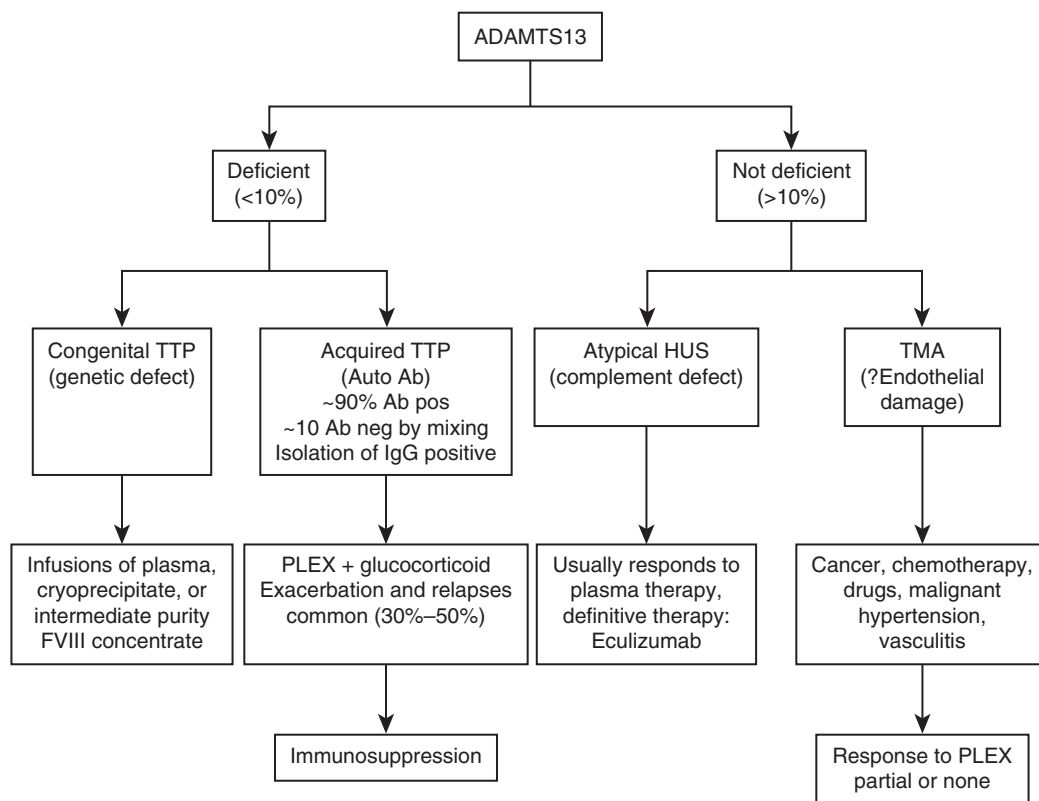 ADAMTS13
Deficient
(<10%)
Not deficient
(>10%)
Congenital TTP
(genetic defect)
Acquired TTP
(Auto Ab)
~90% Ab pos
~10 Ab neg by mixing
Isolation of IgG positive
Atypical HUS
(complement defect)
TMA
(?Endothelial
damage)
Infusions of plasma,
cryoprecipitate, or
intermediate purity
FVIII concentrate
PLEX + glucocorticoid
Exacerbation and relapses
common (30%–50%)
Usually responds to
plasma therapy,
definitive therapy:
Eculizumab
Cancer, chemotherapy,
drugs, malignant
hypertension,
vasculitis
Immunosuppression
Response to PLEX
partial or none